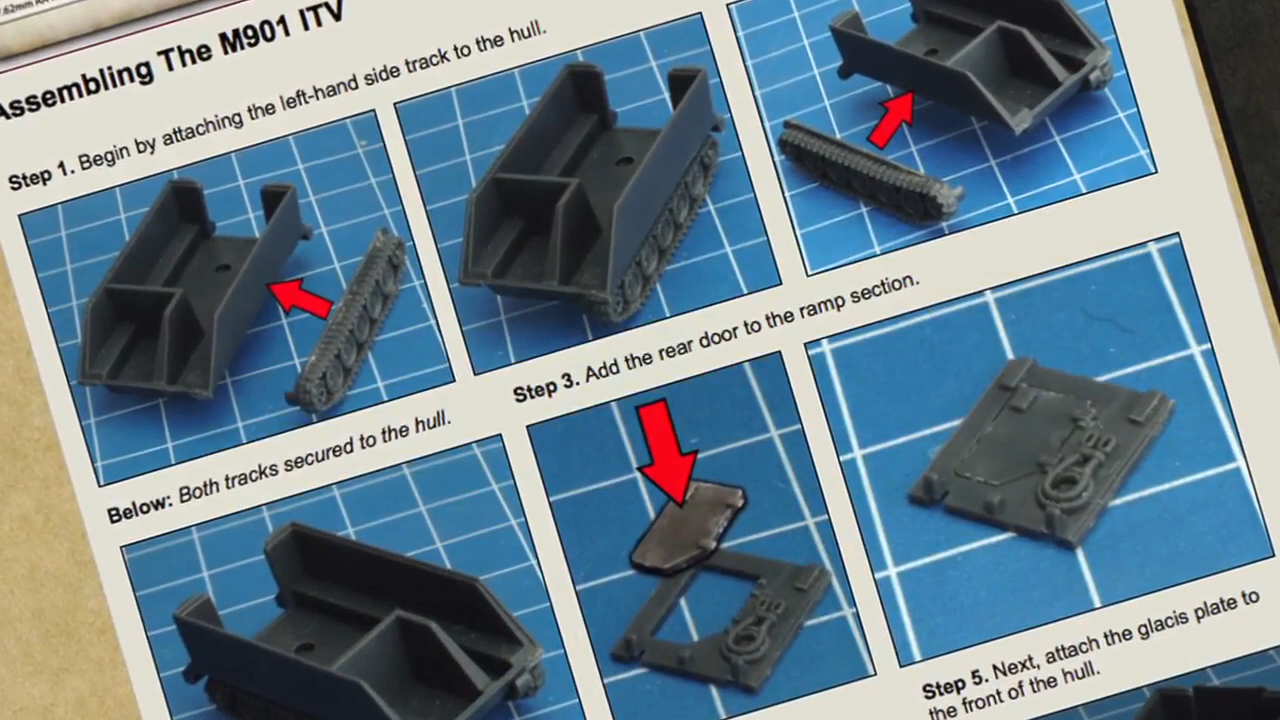 7.62mm
Assembling The M901 ITV
Step 1. Begin by attaching the left-hand side track to the hull.
Below: Both tracks secured to the hull.
Step 3. Add the rear door to the ramp section.
Step 5. Next, attach the glacis plate to
the front of the hull.